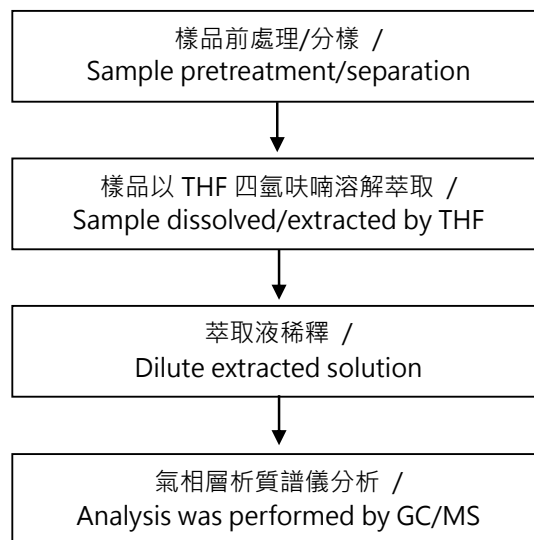 樣品前處理/分樣 /
Sample pretreatment/separation
樣品以 THF 四氫呋喃溶解萃取 /
Sample dissolved/extracted by THF
萃取液稀釋 /
Dilute extracted solution
氣相層析質譜儀分析 /
Analysis was performed by GC/MS